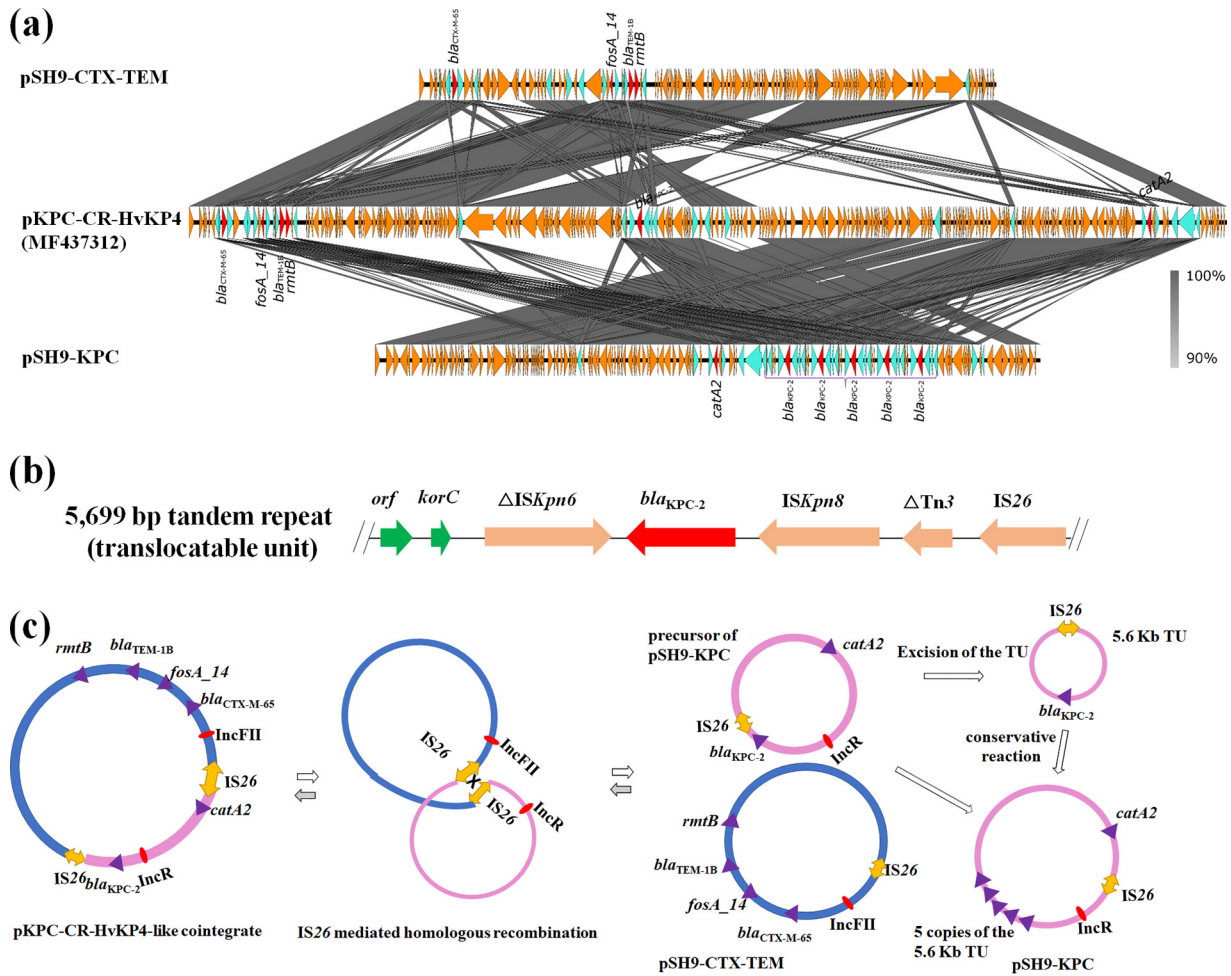 (a)
blaCTX-M-65
fosA_14
blaTEM-1B
rmtB
pSH9-CTX-TEM
blaKPC-2
catA2
pKPC-CR-HvKP4
(MF437312)
blaCTX-M-65
fosA_14
blaTEM-1B
rmtB
100%
90%
pSH9-KPC
catA2
blaKPC-2
blaKPC-2
blaKPC-2
blaKPC-2
blaKPC-2
(b)
5,699 bp tandem repeat
(translocatable unit)
orf
korC
△ISKpn6
blaKPC-2
ISKpn8
△Tn3
IS26
(c)
rmtB
blaTEM-1B
fosA_14
blaCTX-M-65
IncFII
IS26
catA2
IncR
blaKPC-2
IS26
pKPC-CR-HvKP4-like cointegrate
IncFII
IS26
X
IS26
IncR
IS26 mediated homologous recombination
precursor of
pSH9-KPC
catA2
IS26
blaKPC-2
IncR
rmtB
blaTEM-1B
fosA_14
blaCTX-M-65
IncFII
IS26
pSH9-CTX-TEM
Excision of the TU
IS26
5.6 Kb TU
blaKPC-2
conservative
reaction
catA2
IS26
IncR
5 copies of the
5.6 Kb TU
pSH9-KPC